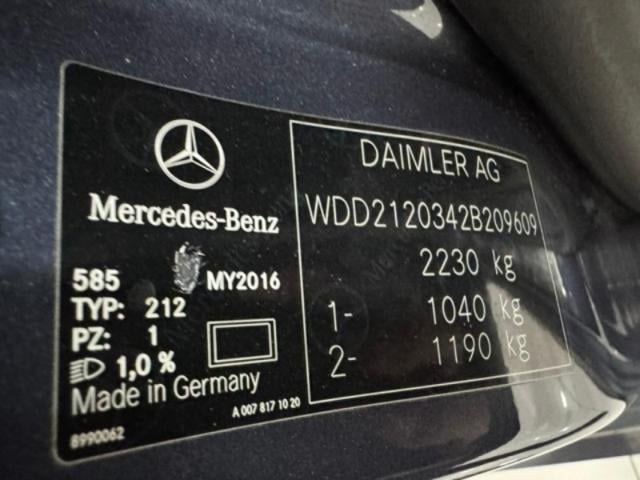 Mercedes-Benz
585 MY2016
TYP: 212
PZ: 1
1,0 %
Made in Germany
A 007 817 10 20
8990062
DAIMLER AG
WDD2120342B209609
2230 kg
1- 1040 kg
2- 1190 kg